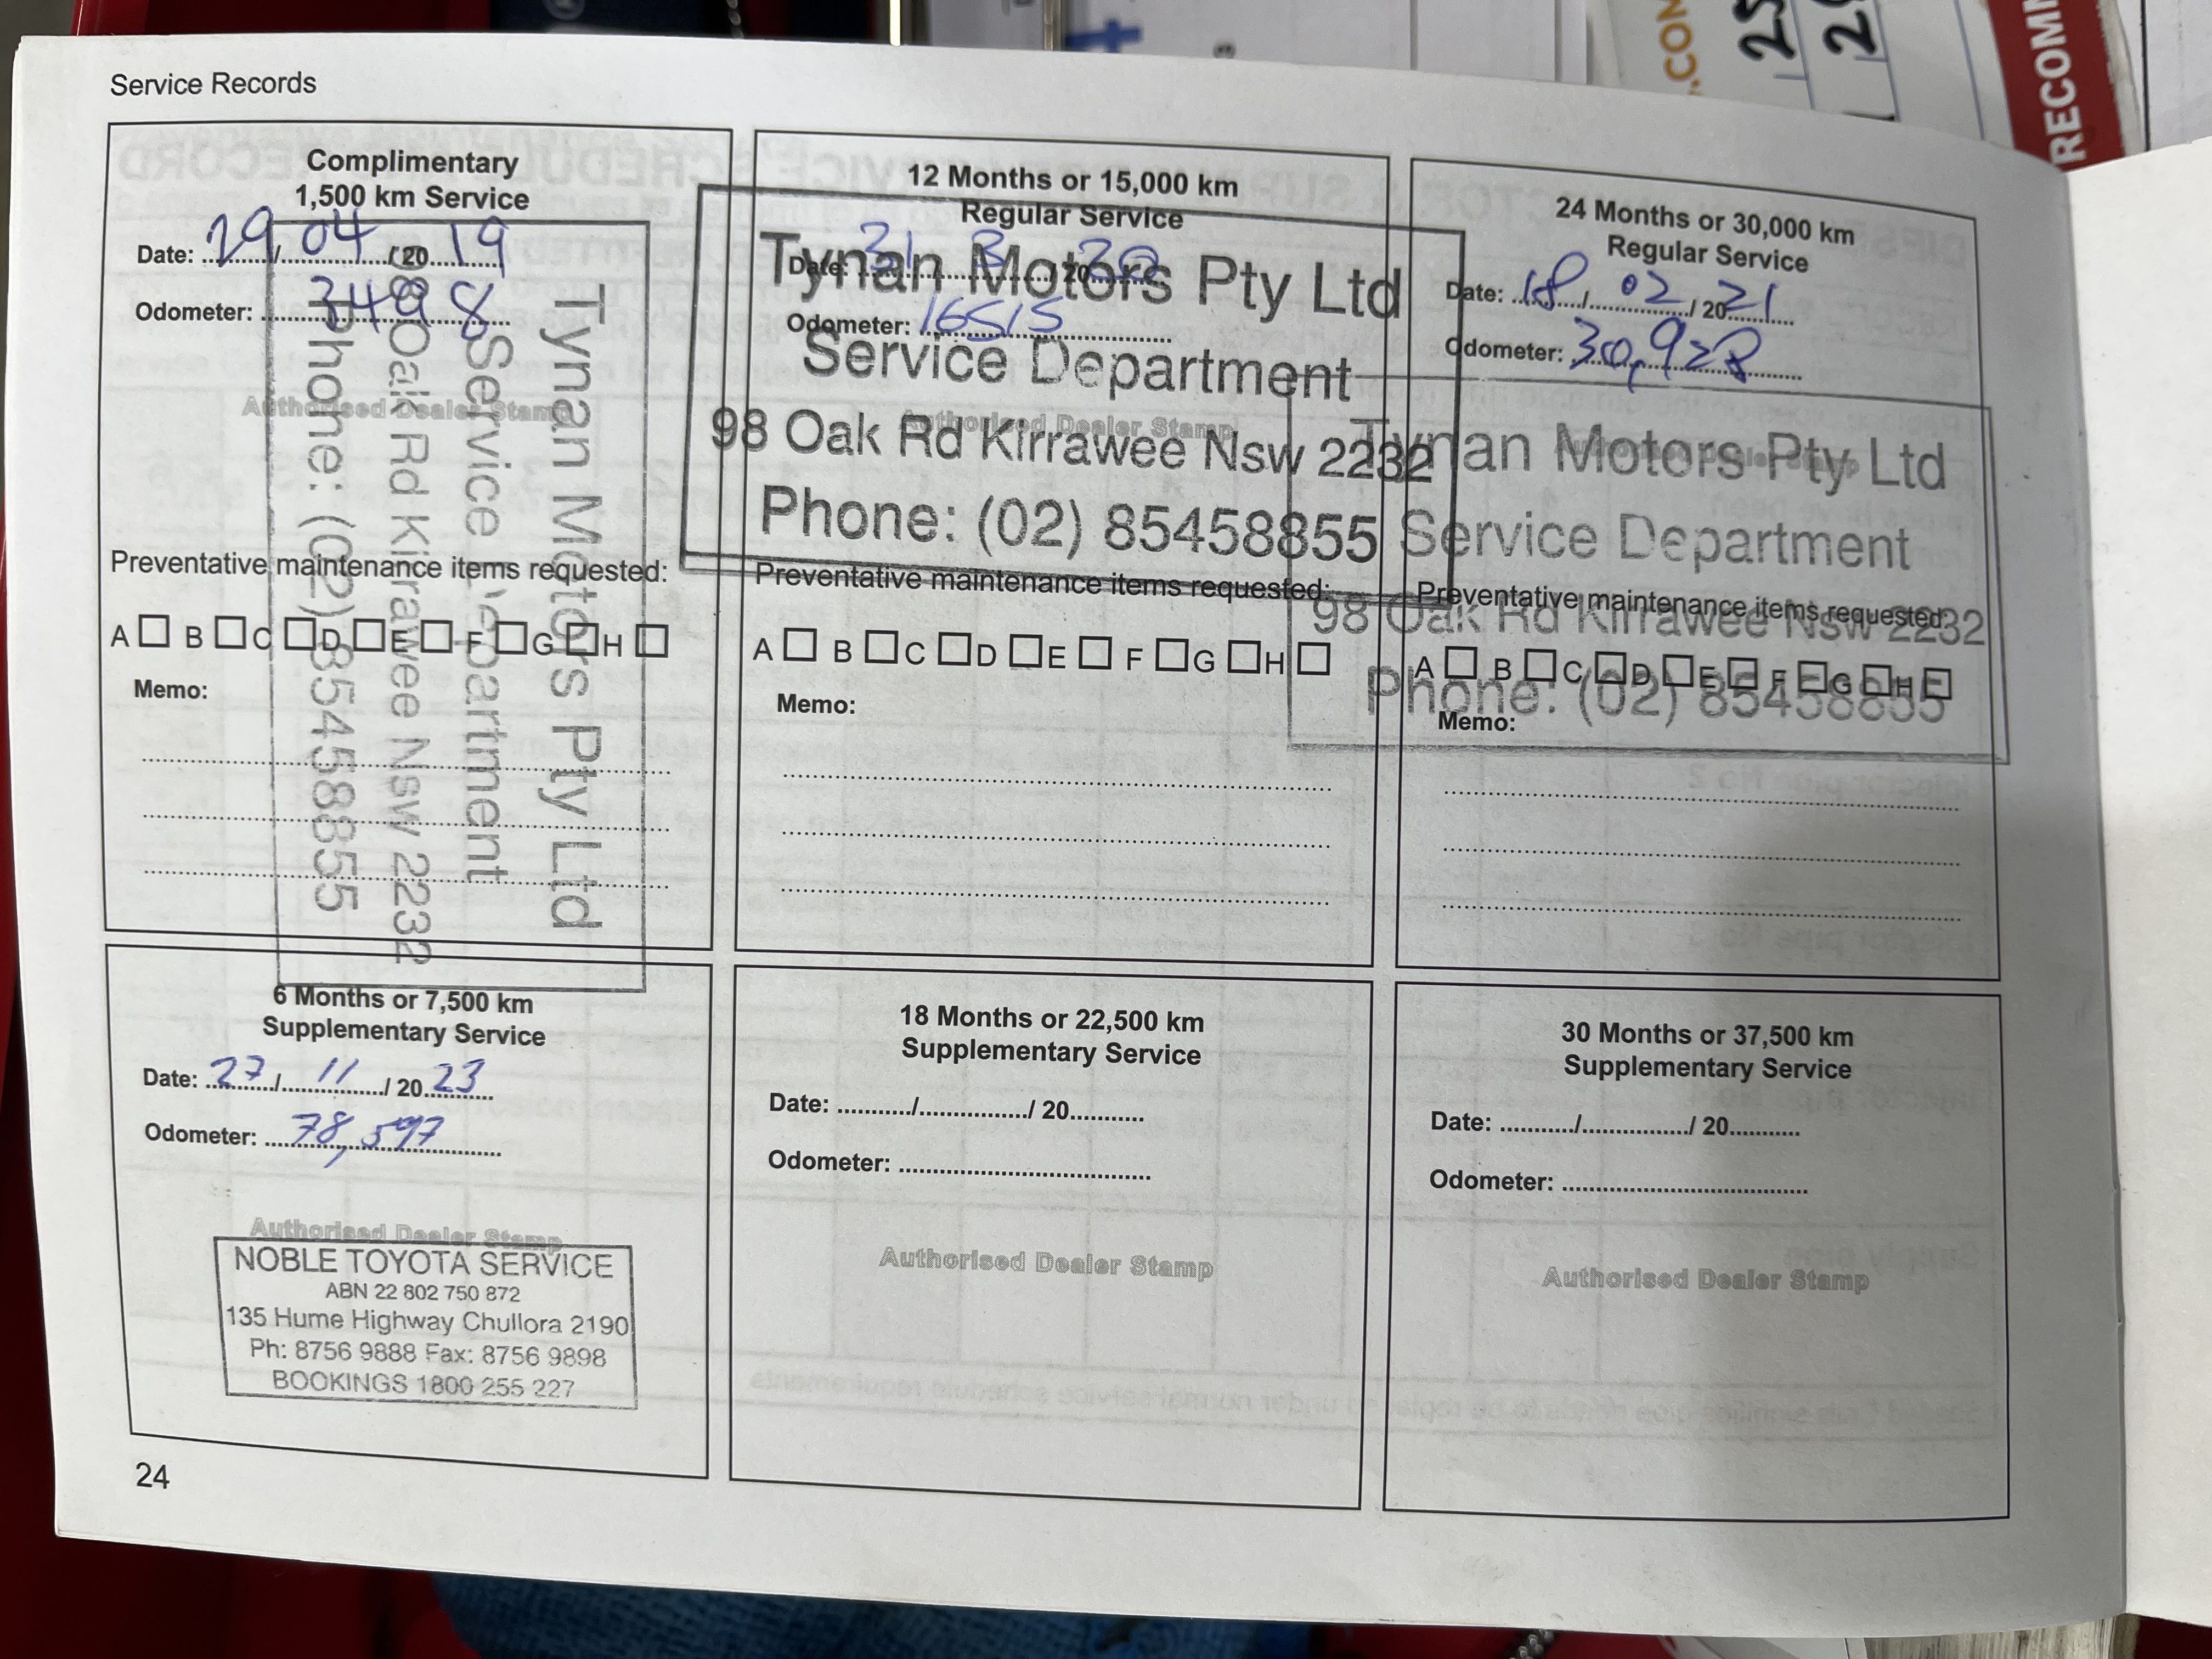 Service Records
Complimentary
1,500 km Service
Date: 29 / 04 / 20 19
Odometer: 3498
Authorised Dealer Stamp
Tynan Motors Pty Ltd
Service Department
98 Oak Rd Kirrawee Nsw 2232
Phone: (02) 85458855
Preventative maintenance items requested:
A B C D E F G H
Memo:
12 Months or 15,000 km
Regular Service
Date: 31 / 3 / 20 20
Odometer: 16515
Authorised Dealer Stamp
Tynan Motors Pty Ltd
Service Department
98 Oak Rd Kirrawee Nsw 2232
Phone: (02) 85458855
Preventative maintenance items requested:
A B C D E F G H
Memo:
24 Months or 30,000 km
Regular Service
Date: 18 / 02 / 20 21
Odometer: 30,928
Tynan Motors Pty Ltd
Service Department
98 Oak Rd Kirrawee Nsw 2232
Phone: (02) 85458855
Preventative maintenance items requested:
A B C D E F G H
Memo:
6 Months or 7,500 km
Supplementary Service
Date: 27 / 11 / 20 23
Odometer: 78,597
Authorised Dealer Stamp
NOBLE TOYOTA SERVICE
ABN 22 802 750 872
135 Hume Highway Chullora 2190
Ph: 8756 9888 Fax: 8756 9898
BOOKINGS 1800 255 227
18 Months or 22,500 km
Supplementary Service
Date: / / 20
Odometer:
Authorised Dealer Stamp
30 Months or 37,500 km
Supplementary Service
Date: / / 20
Odometer:
Authorised Dealer Stamp
24
.CON
RECOM